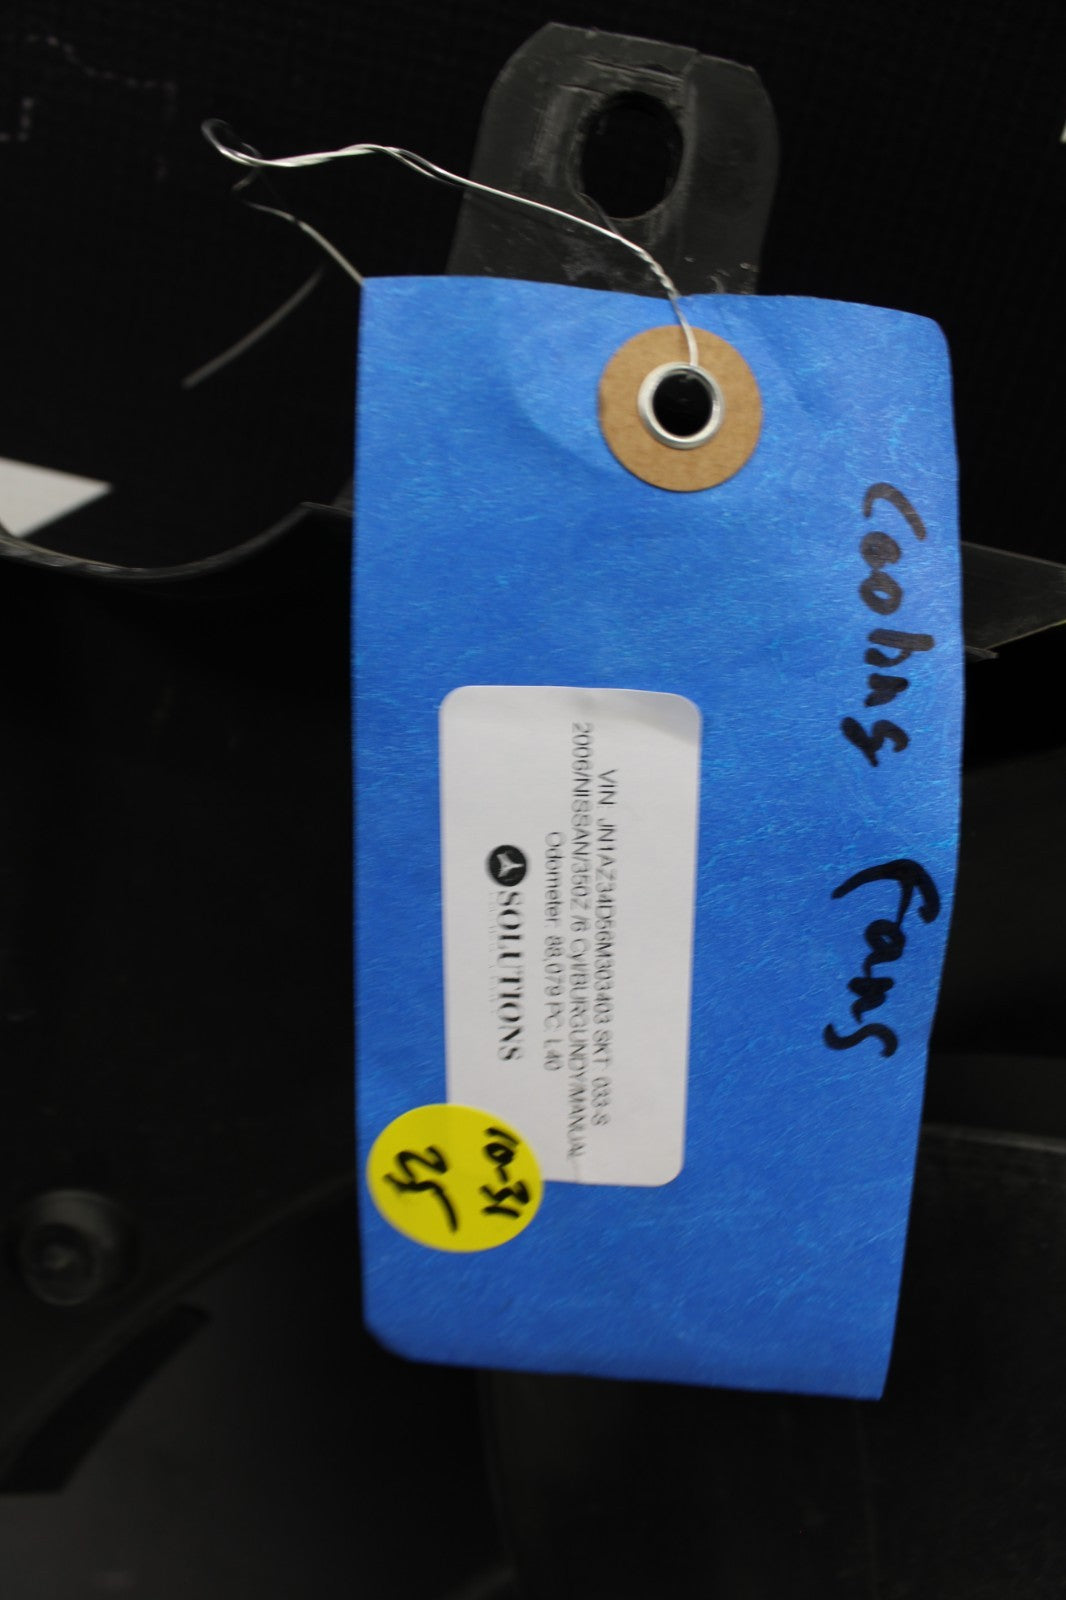 Cooling Fans
VIN: JN1AZ34D56M303403 SKT: 033-S
2006/NISSAN/350Z /6 Cyl/BURGUNDY/MANUAL
Odometer: 88,079 PC: L40
SOLUTIONS
10-31
25